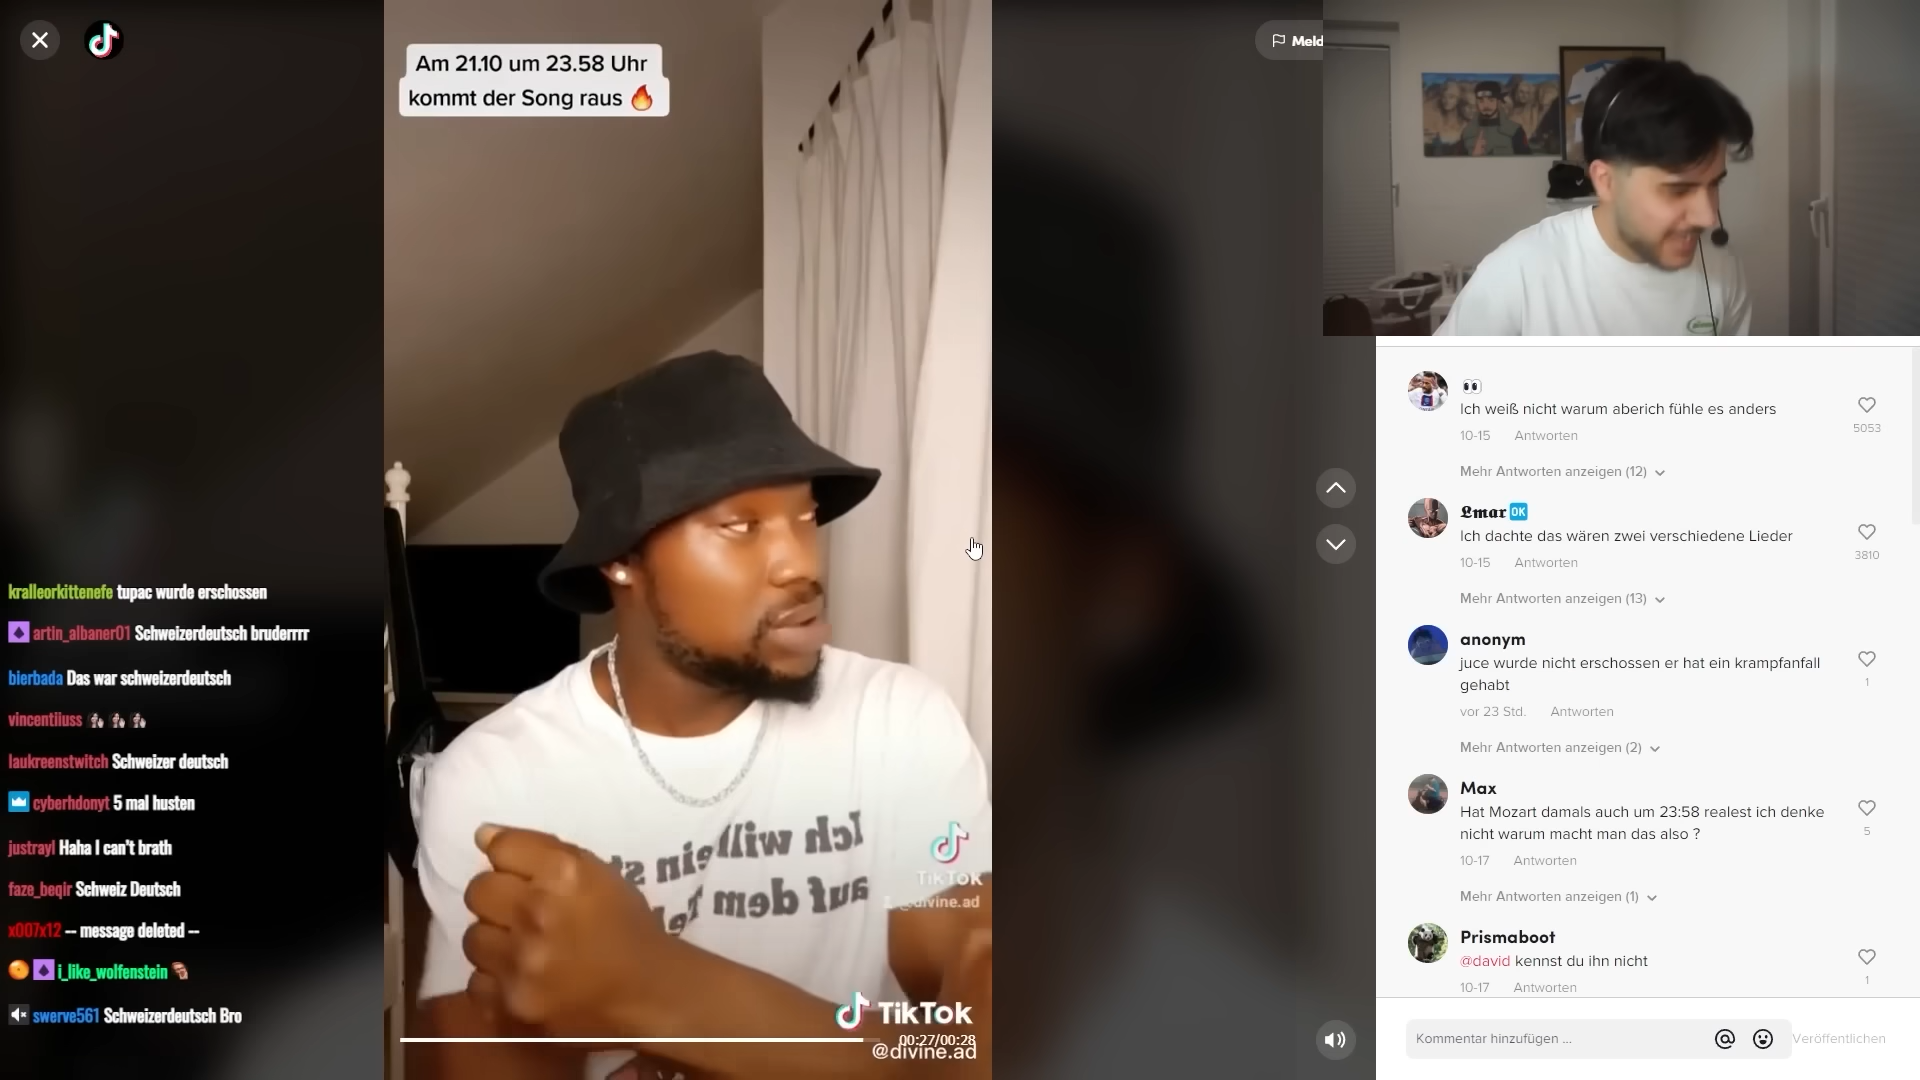 Am 21.10 um 23.58 Uhr
kommt der Song raus 🔥
Meld
kralleorkittenefe tupac wurde erschossen
artin_albaner01 Schweizerdeutsch bruderrrr
bierbada Das war schweizerdeutsch
vincentiiuss
laukreenstwitch Schweizer deutsch
cyberhdonyt 5 mal husten
justrayl Haha I can't brath
faze_beqir Schweiz Deutsch
x007x12 -- message deleted --
i_like_wolfenstein
swerve561 Schweizerdeutsch Bro
Ich will ein
auf dem
TikTok
@divine.ad
TikTok
00:27/00:28
@divine.ad
👀
Ich weiß nicht warum aberich fühle es anders
5053
10-15 Antworten
Mehr Antworten anzeigen (12)
𝕷𝖒𝖆𝖗🆗
Ich dachte das wären zwei verschiedene Lieder
3810
10-15 Antworten
Mehr Antworten anzeigen (13)
anonym
juce wurde nicht erschossen er hat ein krampfanfall
gehabt
1
vor 23 Std. Antworten
Mehr Antworten anzeigen (2)
Max
Hat Mozart damals auch um 23:58 realest ich denke
nicht warum macht man das also ?
5
10-17 Antworten
Mehr Antworten anzeigen (1)
Prismaboot
@david kennst du ihn nicht
1
10-17 Antworten
Kommentar hinzufügen ...
Veröffentlichen